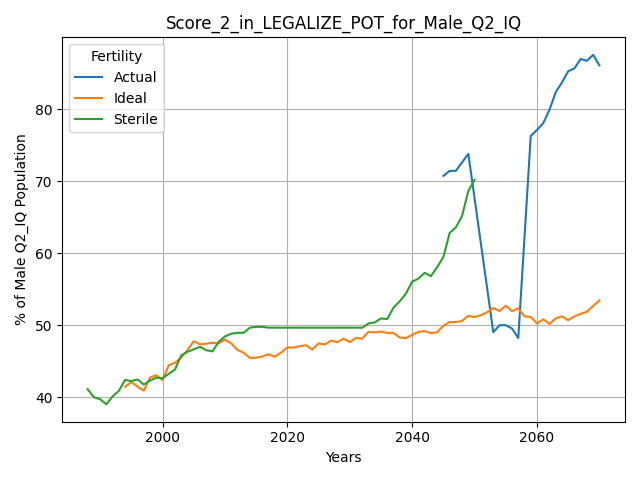 Score_2_in_LEGALIZE_POT_for_Male_Q2_IQ
Fertility
Actual
Ideal
Sterile
% of Male Q2_IQ Population
80
70
60
50
40
2000
2020
2040
2060
Years